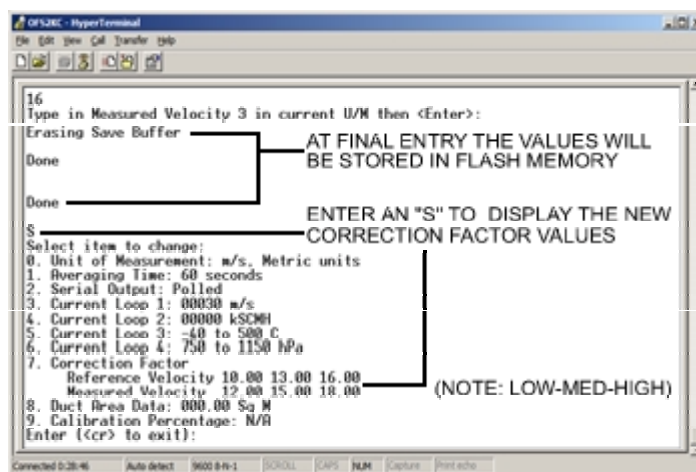 OFS2KC - HyperTerminal
File Edit View Call Transfer Help
16
Type in Measured Velocity 3 in current U/M then <Enter>:
Erasing Save Buffer
AT FINAL ENTRY THE VALUES WILL
BE STORED IN FLASH MEMORY
Done
Done
ENTER AN "S" TO DISPLAY THE NEW
CORRECTION FACTOR VALUES
S
Select item to change:
0. Unit of Measurement: m/s, Metric units
1. Averaging Time: 60 seconds
2. Serial Output: Polled
3. Current Loop 1: 00030 m/s
4. Current Loop 2: 00000 kSCMH
5. Current Loop 3: -40 to 500 C
6. Current Loop 4: 750 to 1150 hPa
7. Correction Factor
Reference Velocity 10.00 13.00 16.00
Measured Velocity 12.00 15.00 18.00
(NOTE: LOW-MED-HIGH)
8. Duct Area Data: 000.00 Sq M
9. Calibration Percentage: N/A
Enter (<cr> to exit):
Connected 0:28:46 Auto detect 9600 8-N-1 SCROLL CAPS NUM Capture Print echo